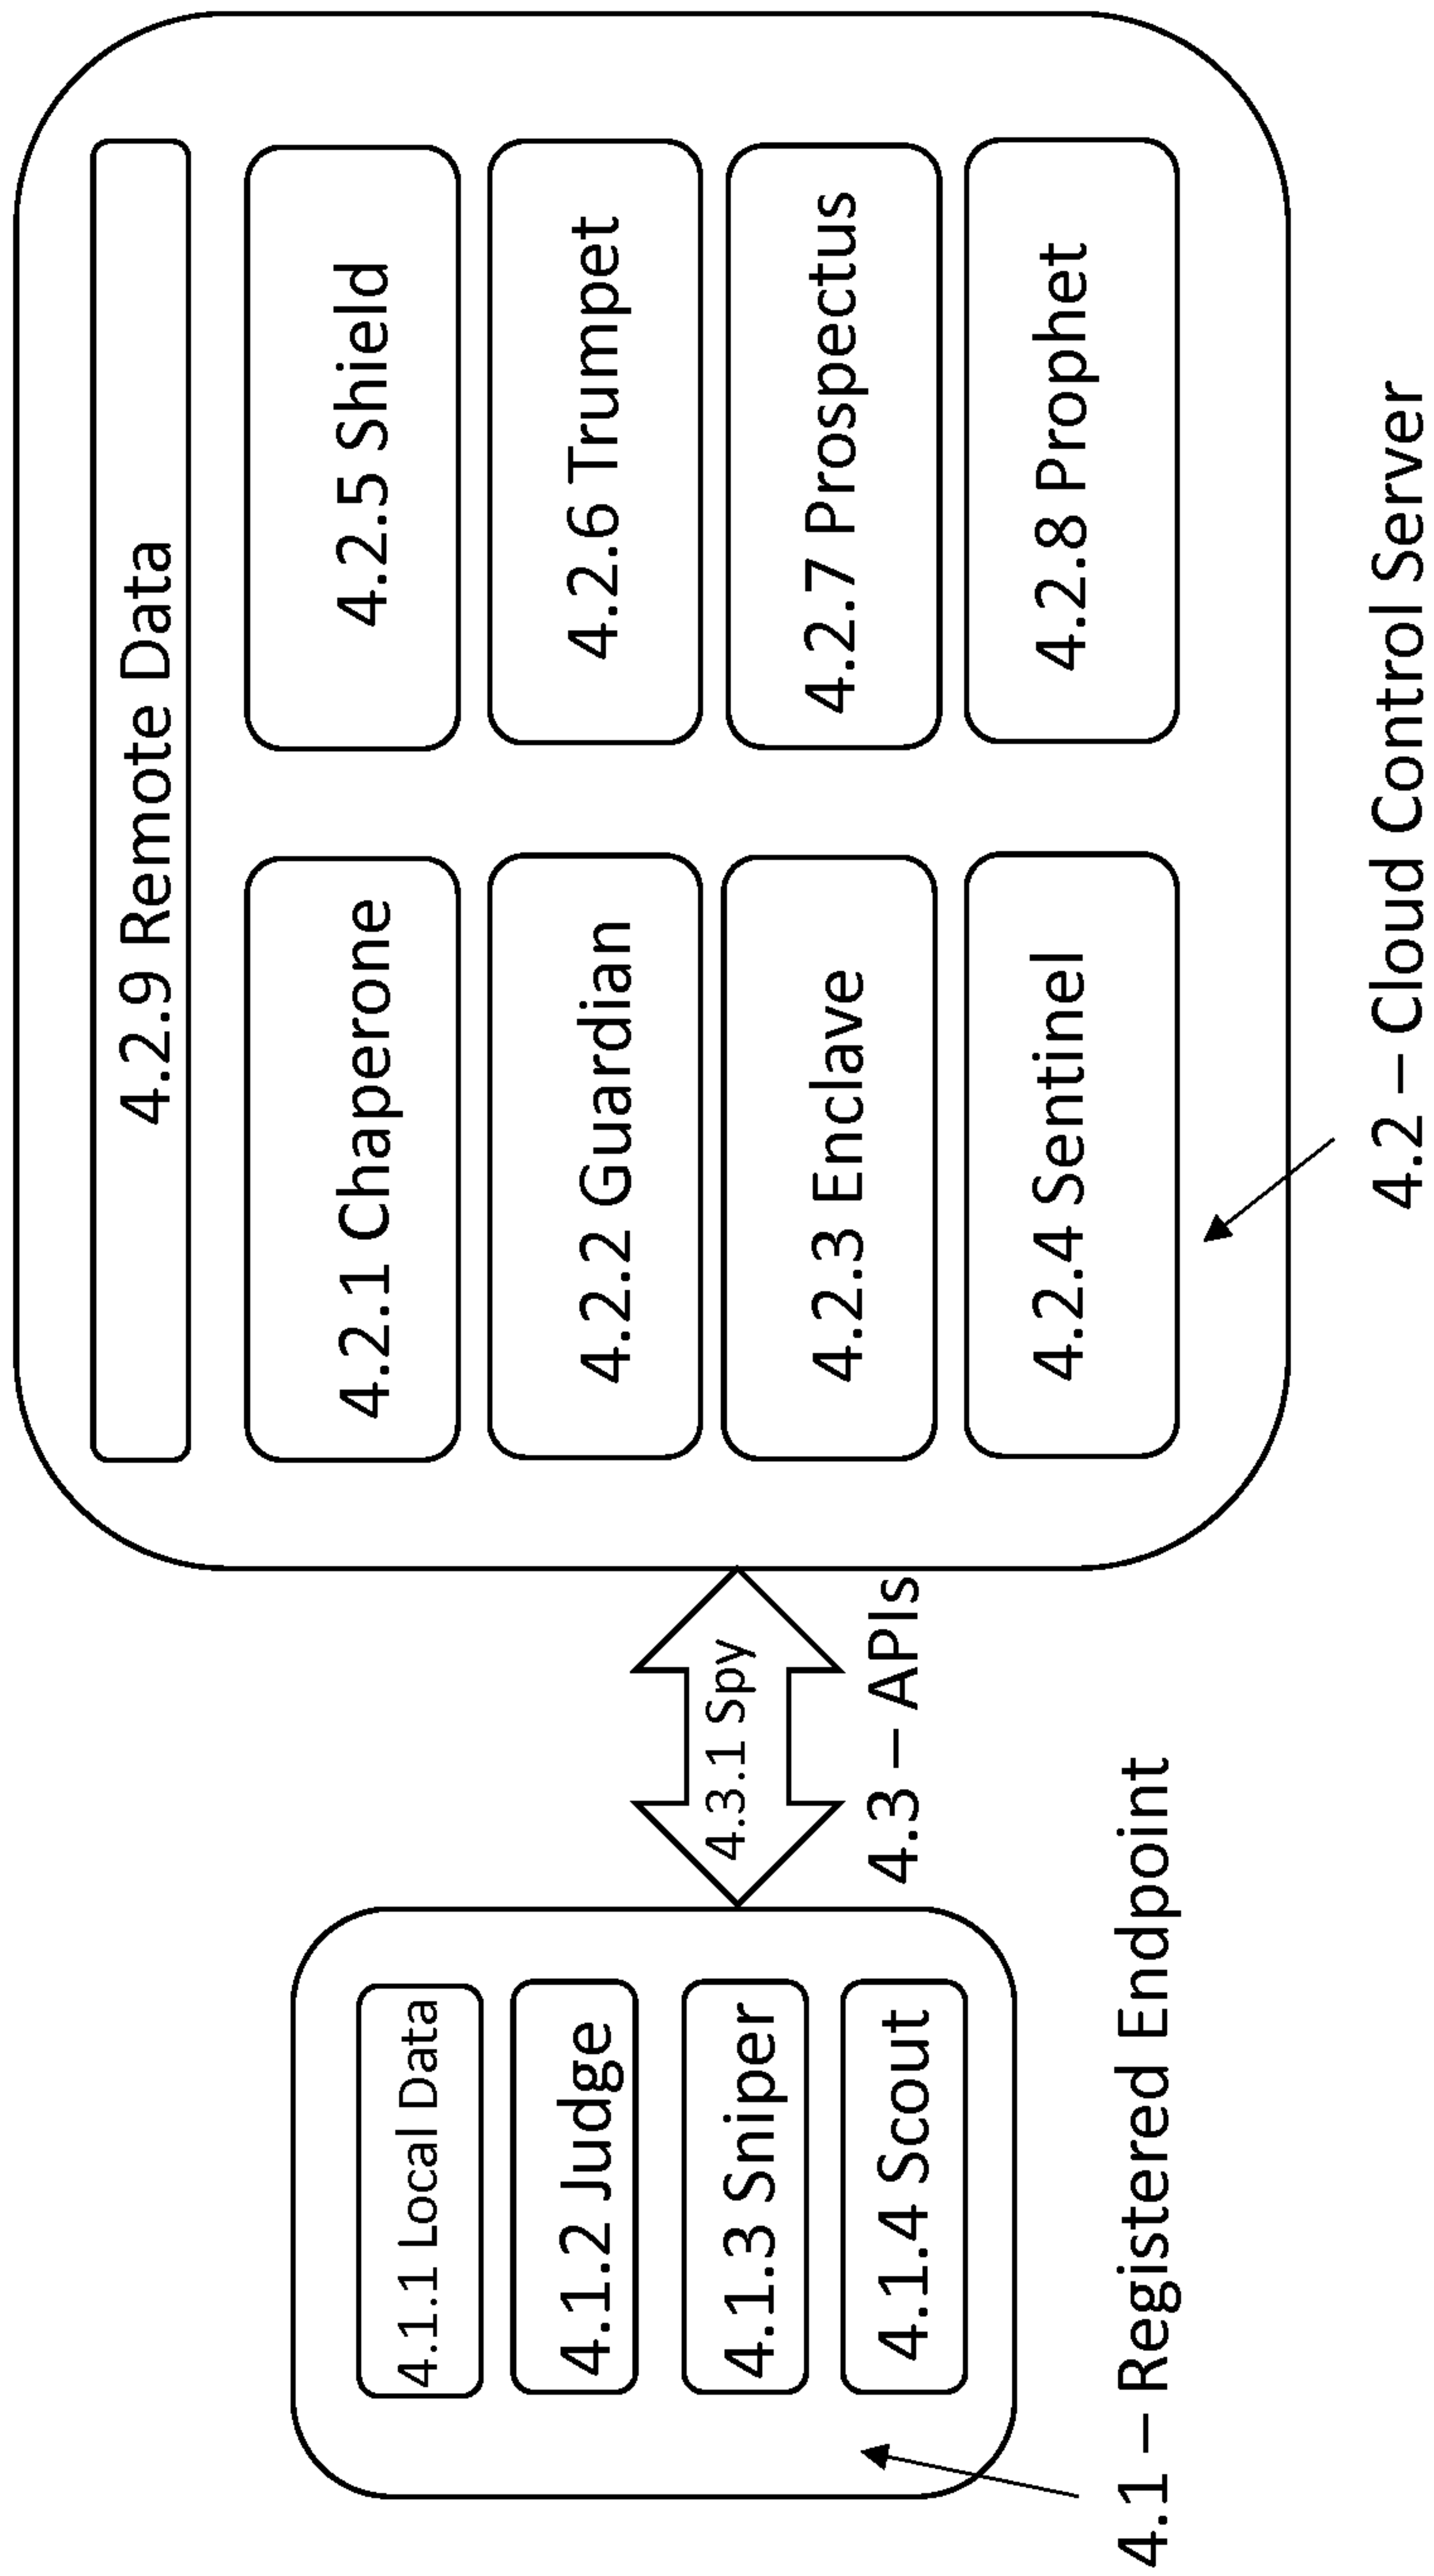 4.1.1 Local Data
4.1.2 Judge
4.1.3 Sniper
4.1.4 Scout
4.1 – Registered Endpoint
4.3.1 Spy
4.3 – APIs
4.2.9 Remote Data
4.2.1 Chaperone
4.2.5 Shield
4.2.2 Guardian
4.2.6 Trumpet
4.2.3 Enclave
4.2.7 Prospectus
4.2.4 Sentinel
4.2.8 Prophet
4.2 – Cloud Control Server